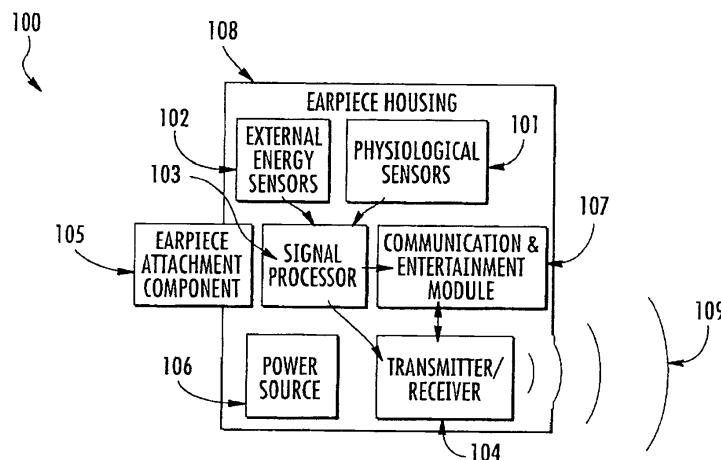 100
108
EARPIECE HOUSING
102
EXTERNAL
ENERGY
SENSORS
PHYSIOLOGICAL
SENSORS
101
103
105
EARPIECE
ATTACHMENT
COMPONENT
SIGNAL
PROCESSOR
COMMUNICATION &
ENTERTAINMENT
MODULE
107
109
106
POWER
SOURCE
TRANSMITTER/
RECEIVER
104